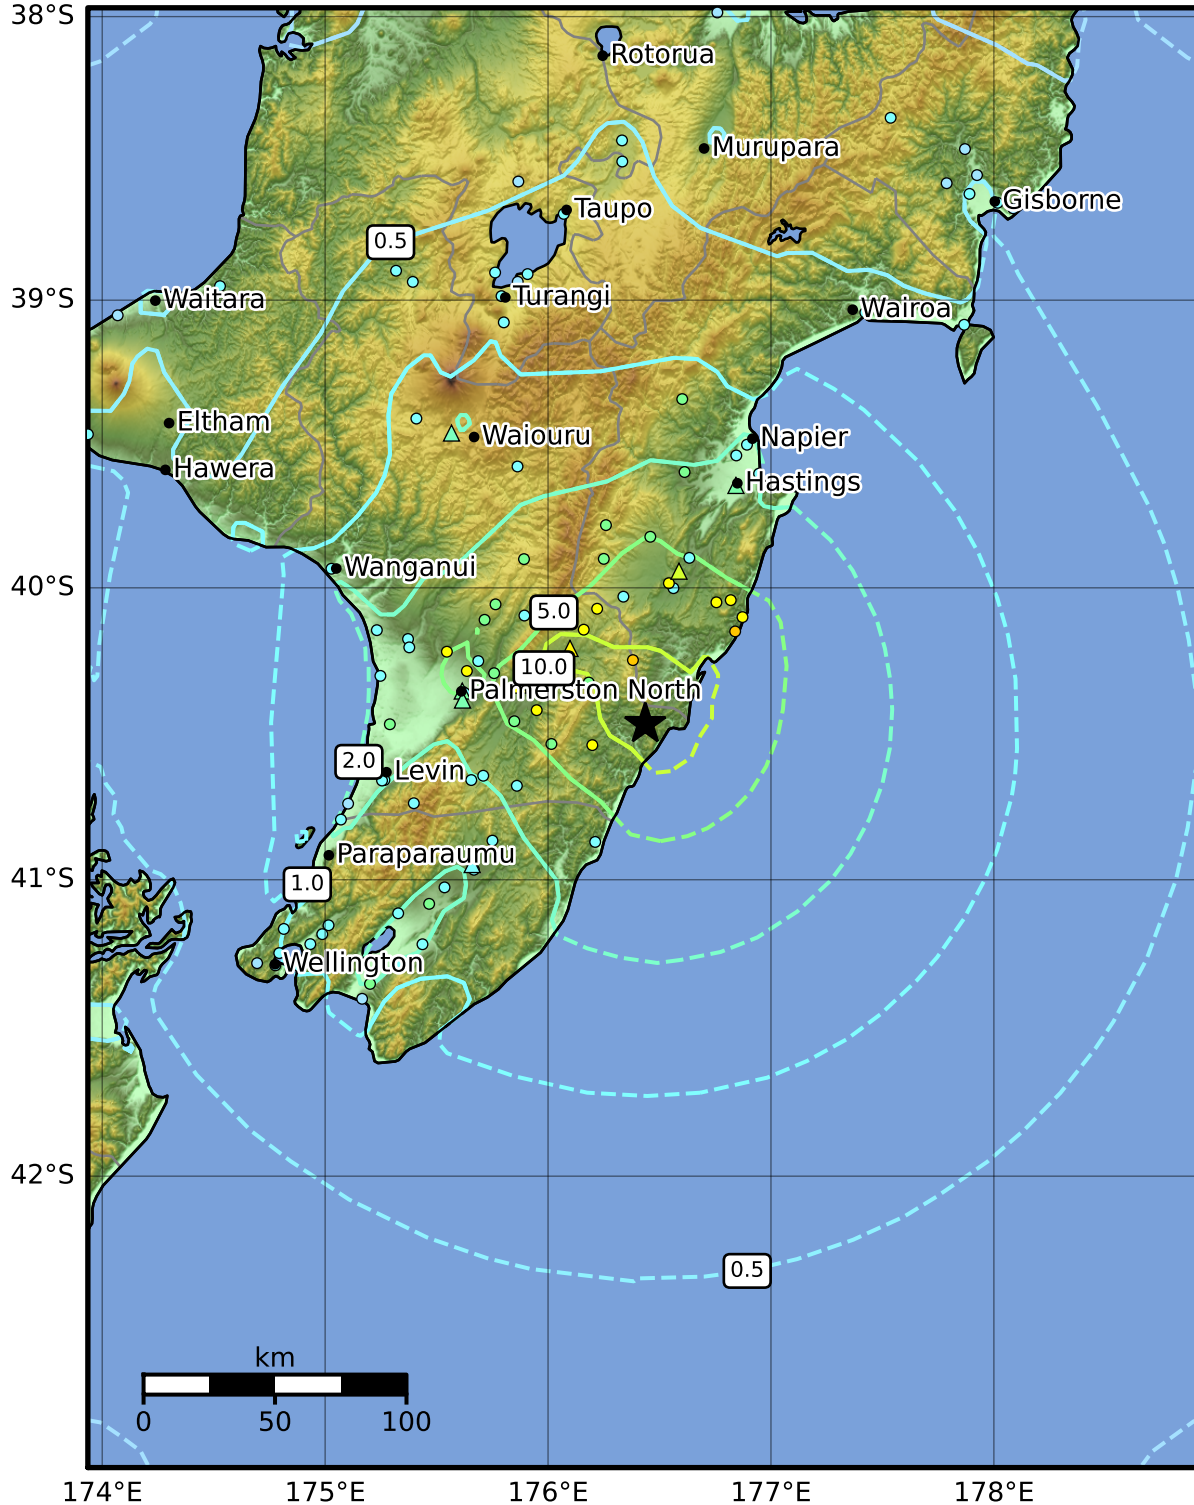 38°S
Rotorua
Murupara
Gisborne
Taupo
0.5
39°S
Waitara
Turangi
Wairoa
Eltham
Waiouru
Napier
Hawera
Hastings
Wanganui
40°S
5.0
10.0
Palmerston North
2.0
Levin
Paraparaumu
41°S
1.0
Wellington
42°S
0.5
km
0 50 100
174°E 175°E 176°E 177°E 178°E